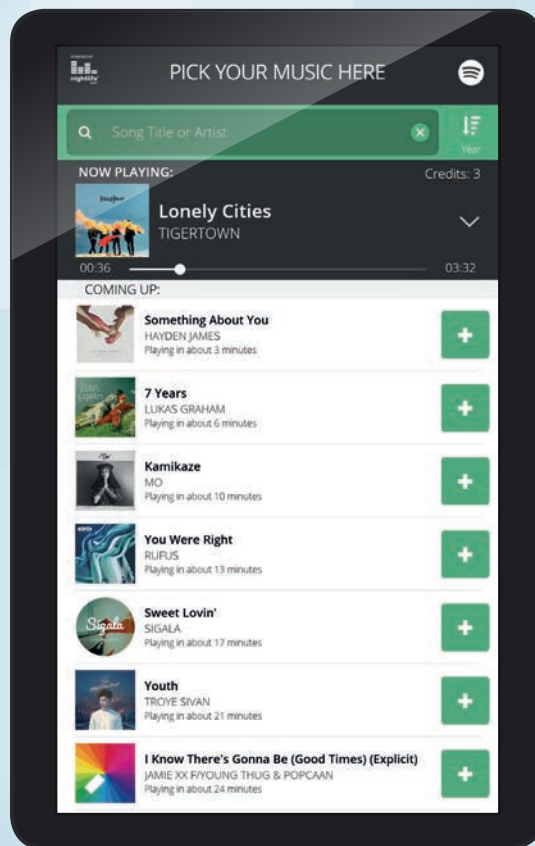 nightlife
PICK YOUR MUSIC HERE
Song Title or Artist
Year
NOW PLAYING:
Credits: 3
Lonely Cities
TIGERTOWN
00:36
03:32
COMING UP:
Something About You
HAYDEN JAMES
Playing in about 3 minutes
7 Years
LUKAS GRAHAM
Playing in about 6 minutes
Kamikaze
MO
Playing in about 10 minutes
You Were Right
RUFUS
Playing in about 13 minutes
Sigala
Sweet Lovin'
SIGALA
Playing in about 17 minutes
Youth
TROYE SIVAN
Playing in about 21 minutes
I Know There's Gonna Be (Good Times) (Explicit)
JAMIE XX F/YOUNG THUG & POPCAAN
Playing in about 24 minutes